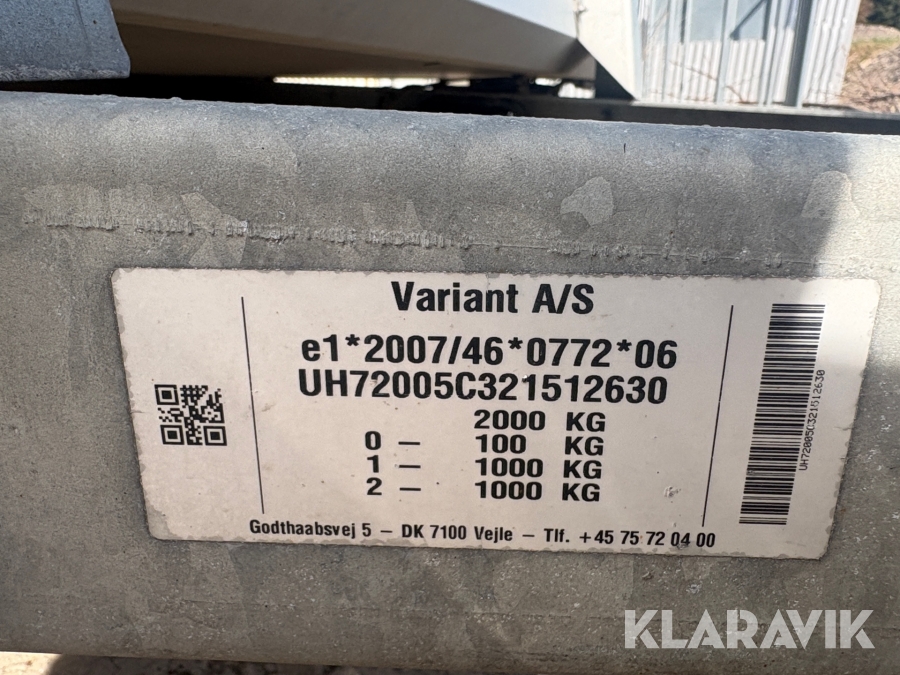 Variant A/S
e1*2007/46*0772*06
UH72005C321512630
2000 KG
0 – 100 KG
1 – 1000 KG
2 – 1000 KG
Godthaabsvej 5 – DK 7100 Vejle – Tlf. +45 75 72 04 00
UH72005C321512630
KLARAVIK